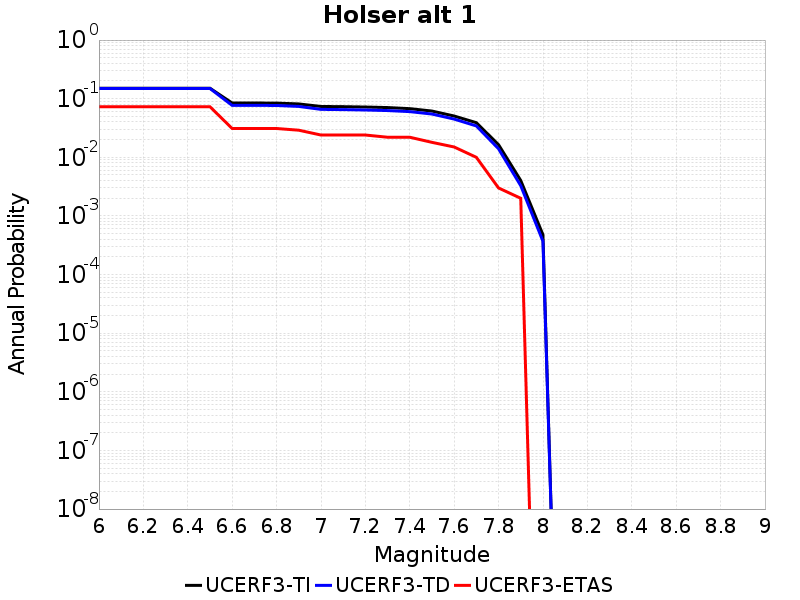 Holser alt 1
10^0
10^-1
10^-2
10^-3
10^-4
10^-5
10^-6
10^-7
10^-8
Annual Probability
6 6.2 6.4 6.6 6.8 7 7.2 7.4 7.6 7.8 8 8.2 8.4 8.6 8.8 9
Magnitude
UCERF3-TI UCERF3-TD UCERF3-ETAS